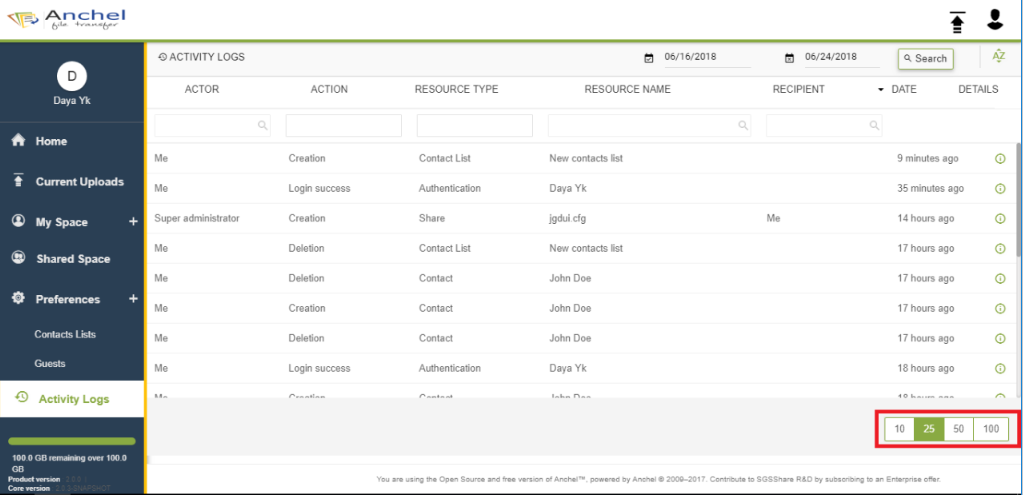 Anchel
file transfer
D
Daya Yk
Home
Current Uploads
My Space +
Shared Space
Preferences +
Contacts Lists
Guests
Activity Logs
100.0 GB remaining over 100.0
GB
Product version
Core version
ACTIVITY LOGS 06/16/2018 06/24/2018 Search AZ
ACTOR ACTION RESOURCE TYPE RESOURCE NAME RECIPIENT DATE DETAILS
Me Creation Contact List New contacts list 9 minutes ago
Me Login success Authentication Daya Yk 35 minutes ago
Super administrator Creation Share jgdui.cfg Me 14 hours ago
Me Deletion Contact List New contacts list 17 hours ago
Me Deletion Contact John Doe 17 hours ago
Me Creation Contact John Doe 17 hours ago
Me Deletion Contact John Doe 17 hours ago
Me Login success Authentication Daya Yk 18 hours ago
Me Creation Contact John Doe 18 hours ago
10 25 50 100
You are using the Open Source and free version of Anchel™, powered by Anchel © 2009–2017. Contribute to SGSShare R&D by subscribing to an Enterprise offer.